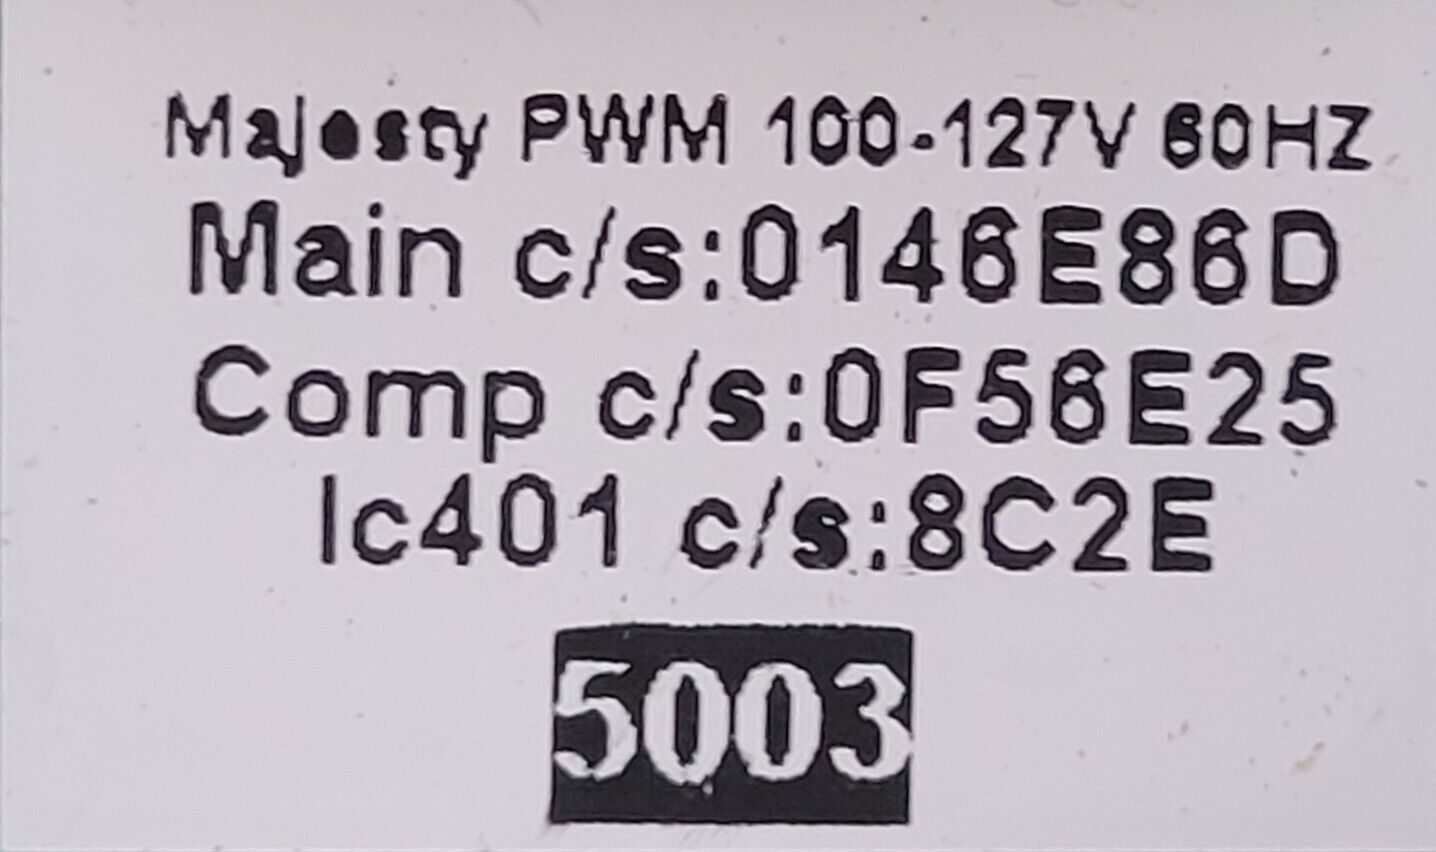 Majesty PWM 100-127V 60HZ
Main c/s:0146E86D
Comp c/s:0F56E25
Ic401 c/s:8C2E
5003